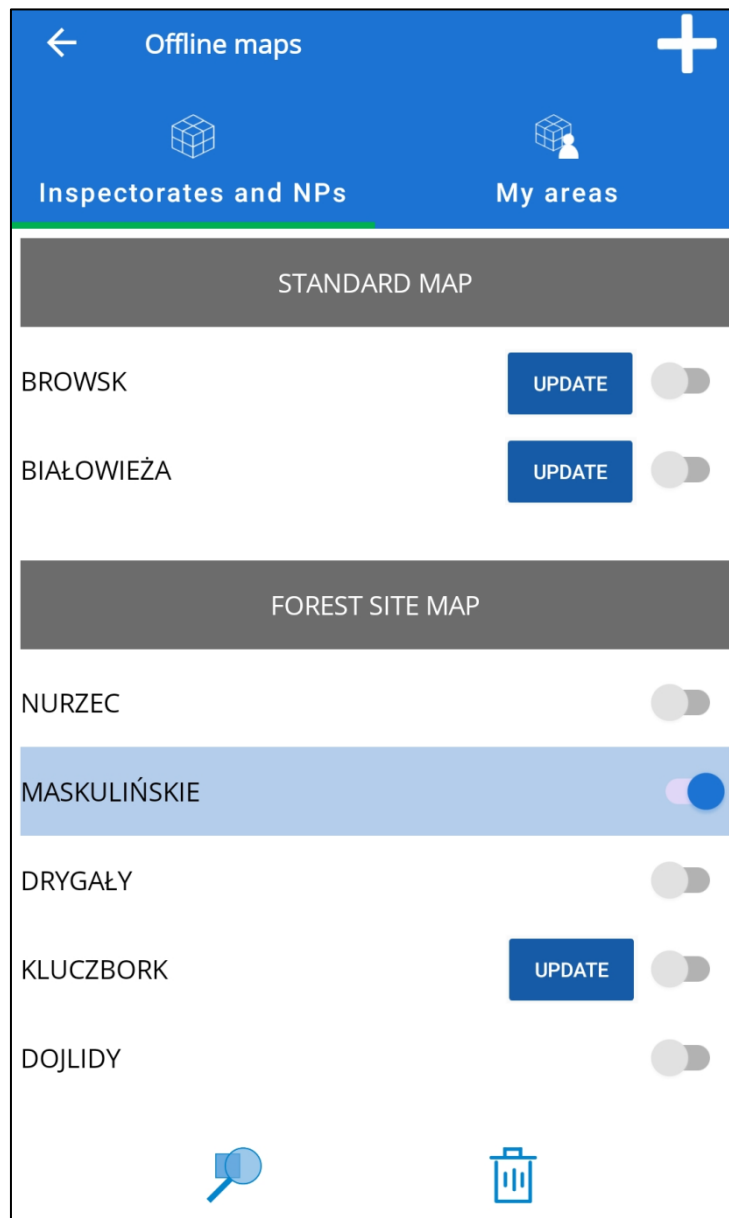 Offline maps
Inspectorates and NPs
My areas
STANDARD MAP
BROWSK UPDATE
BIAŁOWIEŻA UPDATE
FOREST SITE MAP
NURZEC
MASKULIŃSKIE
DRYGAŁY
KLUCZBORK UPDATE
DOJLIDY